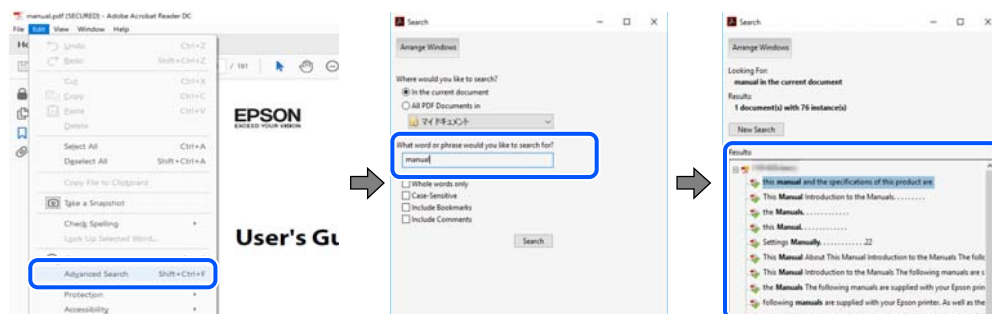 manual.pdf (SECURED) - Adobe Acrobat Reader DC
File Edit View Window Help
Undo Ctrl+Z
Redo Shift+Ctrl+Z
Cut Ctrl+X
Copy Ctrl+C
Paste Ctrl+V
Delete
Select All Ctrl+A
Deselect All Shift+Ctrl+A
Copy File to Clipboard
Take a Snapshot
Check Spelling
Look Up Selected Word...
Advanced Search Shift+Ctrl+F
Protection
Accessibility
/ 181
EPSON
EXCEED YOUR VISION
User's Gu
Search
Arrange Windows
Where would you like to search?
In the current document
All PDF Documents in
マイ ドキュメント
What word or phrase would you like to search for?
manual
Whole words only
Case-Sensitive
Include Bookmarks
Include Comments
Search
Search
Arrange Windows
Looking For:
manual in the current document
Results:
1 document(s) with 76 instance(s)
New Search
Results:
this manual and the specifications of this product are
This Manual Introduction to the Manuals.........
the Manuals.............
this Manual.............
Settings Manually.............22
This Manual About This Manual Introduction to the Manuals The follo
This Manual Introduction to the Manuals The following manuals are s
the Manuals The following manuals are supplied with your Epson prin
following manuals are supplied with your Epson printer. As well as the